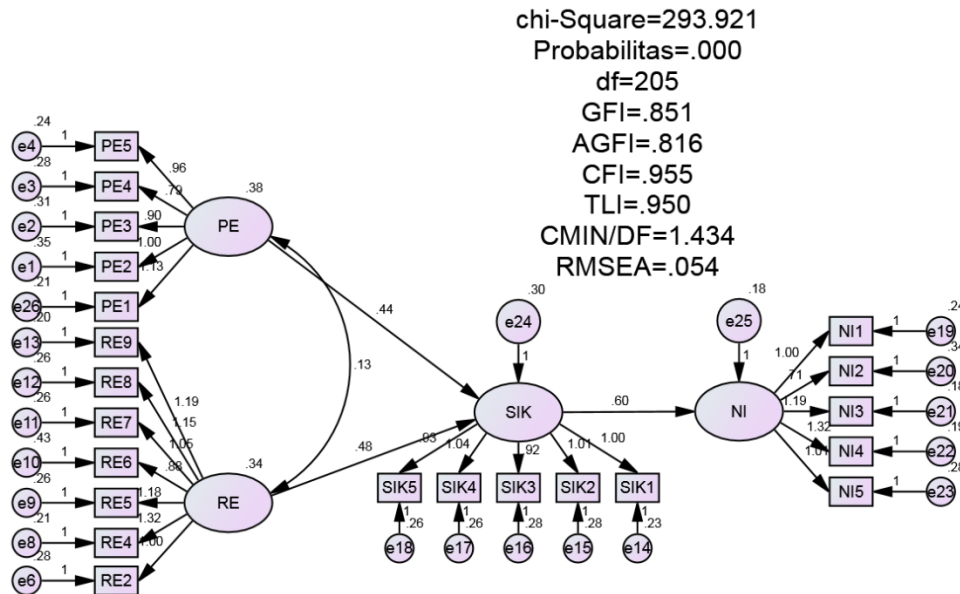 chi-Square=293.921
Probabilitas=.000
df=205
GFI=.851
AGFI=.816
CFI=.955
TLI=.950
CMIN/DF=1.434
RMSEA=.054
.24
e4 1 PE5 .96
.28
e3 1 PE4 .79 .38
.31
e2 1 PE3 .90 PE
.35
e1 1 PE2 1.00
.21
e26 1 PE1 1.13
.20
e13 1 RE9
.26
e12 1 RE8 1.19
.26
e11 1 RE7 1.15
.43
e10 1 RE6 1.05
.26
e9 1 RE5 .88 .34
.21
e8 1 RE4 1.18 RE
.28
e6 1 RE2 1.32
1.00
.44
.13
.48
.30
e24
1
SIK
.60
.18
e25
1
NI
.93 1.04 .92 1.01 1.00
SIK5 SIK4 SIK3 SIK2 SIK1
1 1 1 1 1
.26 .26 .28 .28 .23
e18 e17 e16 e15 e14
.24
1.00 NI1 1 e19
.34
.71 NI2 1 e20
.18
1.19 NI3 1 e21
.19
1.32 NI4 1 e22
.28
1.01 NI5 1 e23